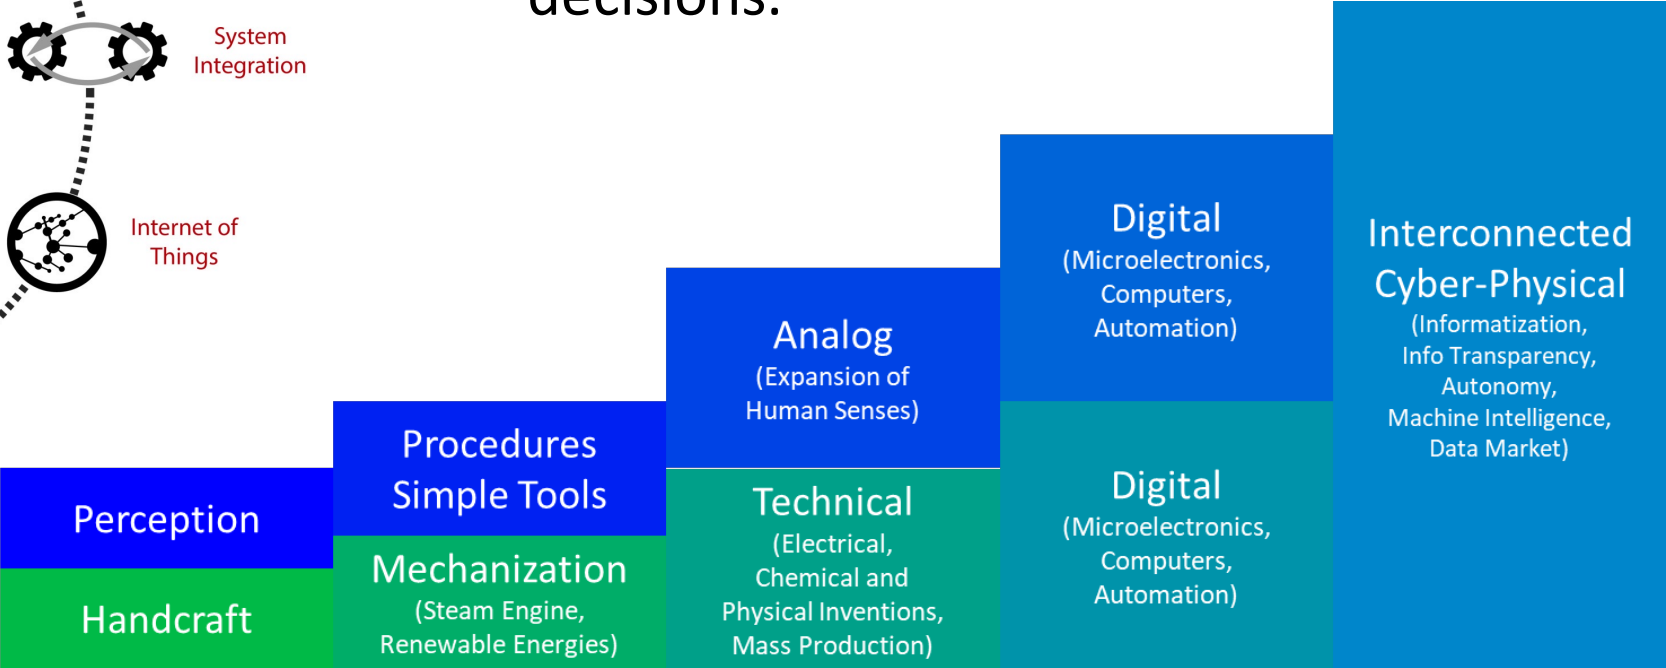 decisions.
System
Integration
Internet of
Things
Perception
Handcraft
Procedures
Simple Tools
Mechanization
(Steam Engine,
Renewable Energies)
Analog
(Expansion of
Human Senses)
Technical
(Electrical,
Chemical and
Physical Inventions,
Mass Production)
Digital
(Microelectronics,
Computers,
Automation)
Digital
(Microelectronics,
Computers,
Automation)
Interconnected
Cyber-Physical
(Informatization,
Info Transparency,
Autonomy,
Machine Intelligence,
Data Market)